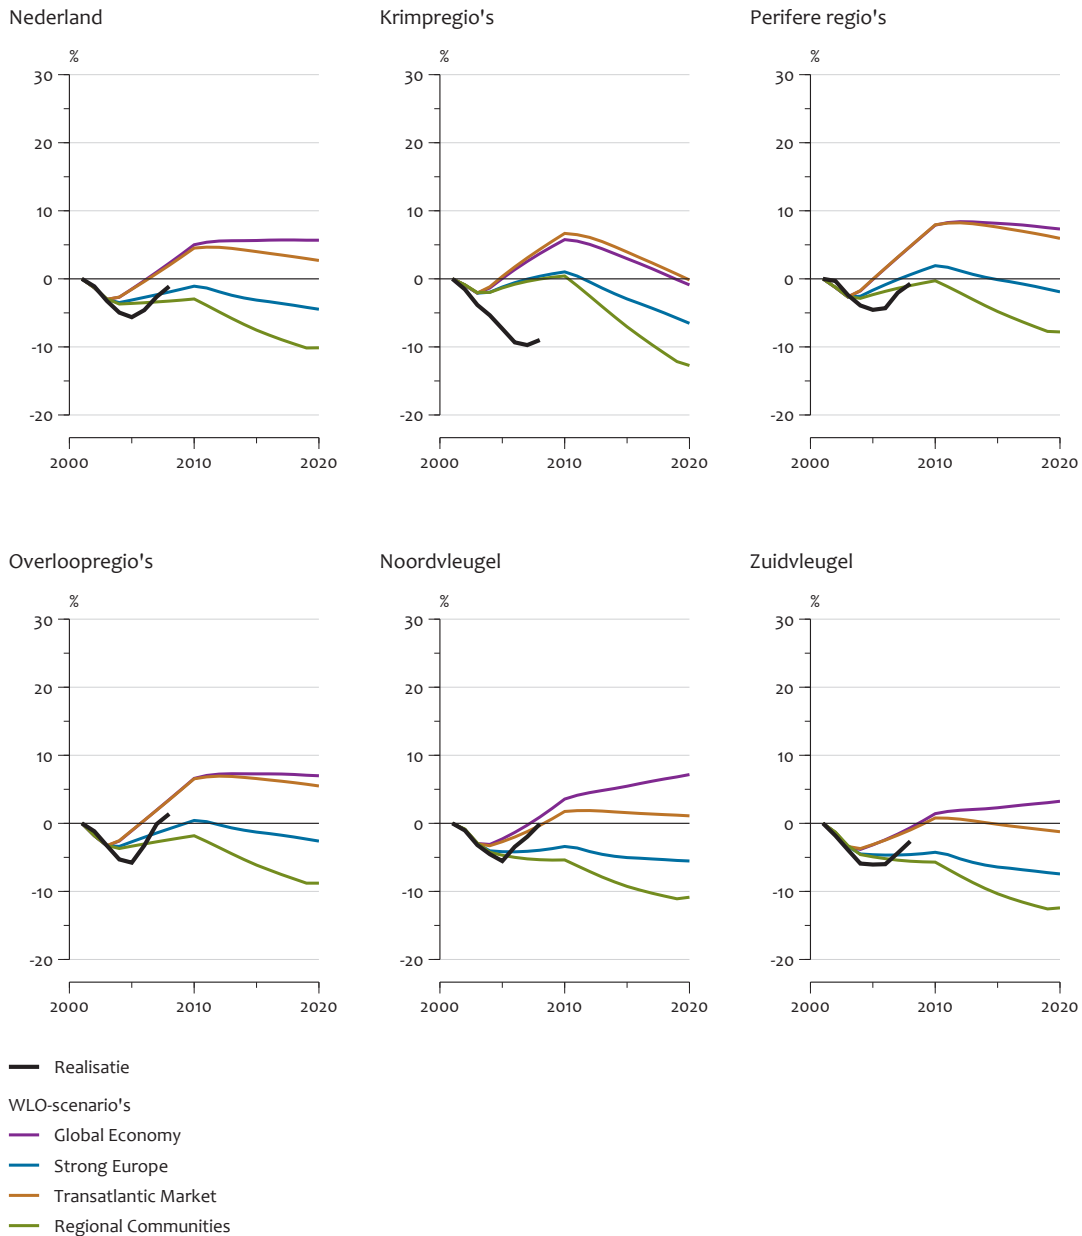 Nederland
%
30
20
10
0
-10
-20
2000 2010 2020
Krimpregio's
%
30
20
10
0
-10
-20
2000 2010 2020
Perifere regio's
%
30
20
10
0
-10
-20
2000 2010 2020
Overloopregio's
%
30
20
10
0
-10
-20
2000 2010 2020
Noordvleugel
%
30
20
10
0
-10
-20
2000 2010 2020
Zuidvleugel
%
30
20
10
0
-10
-20
2000 2010 2020
Realisatie
WLO-scenario's
Global Economy
Strong Europe
Transatlantic Market
Regional Communities